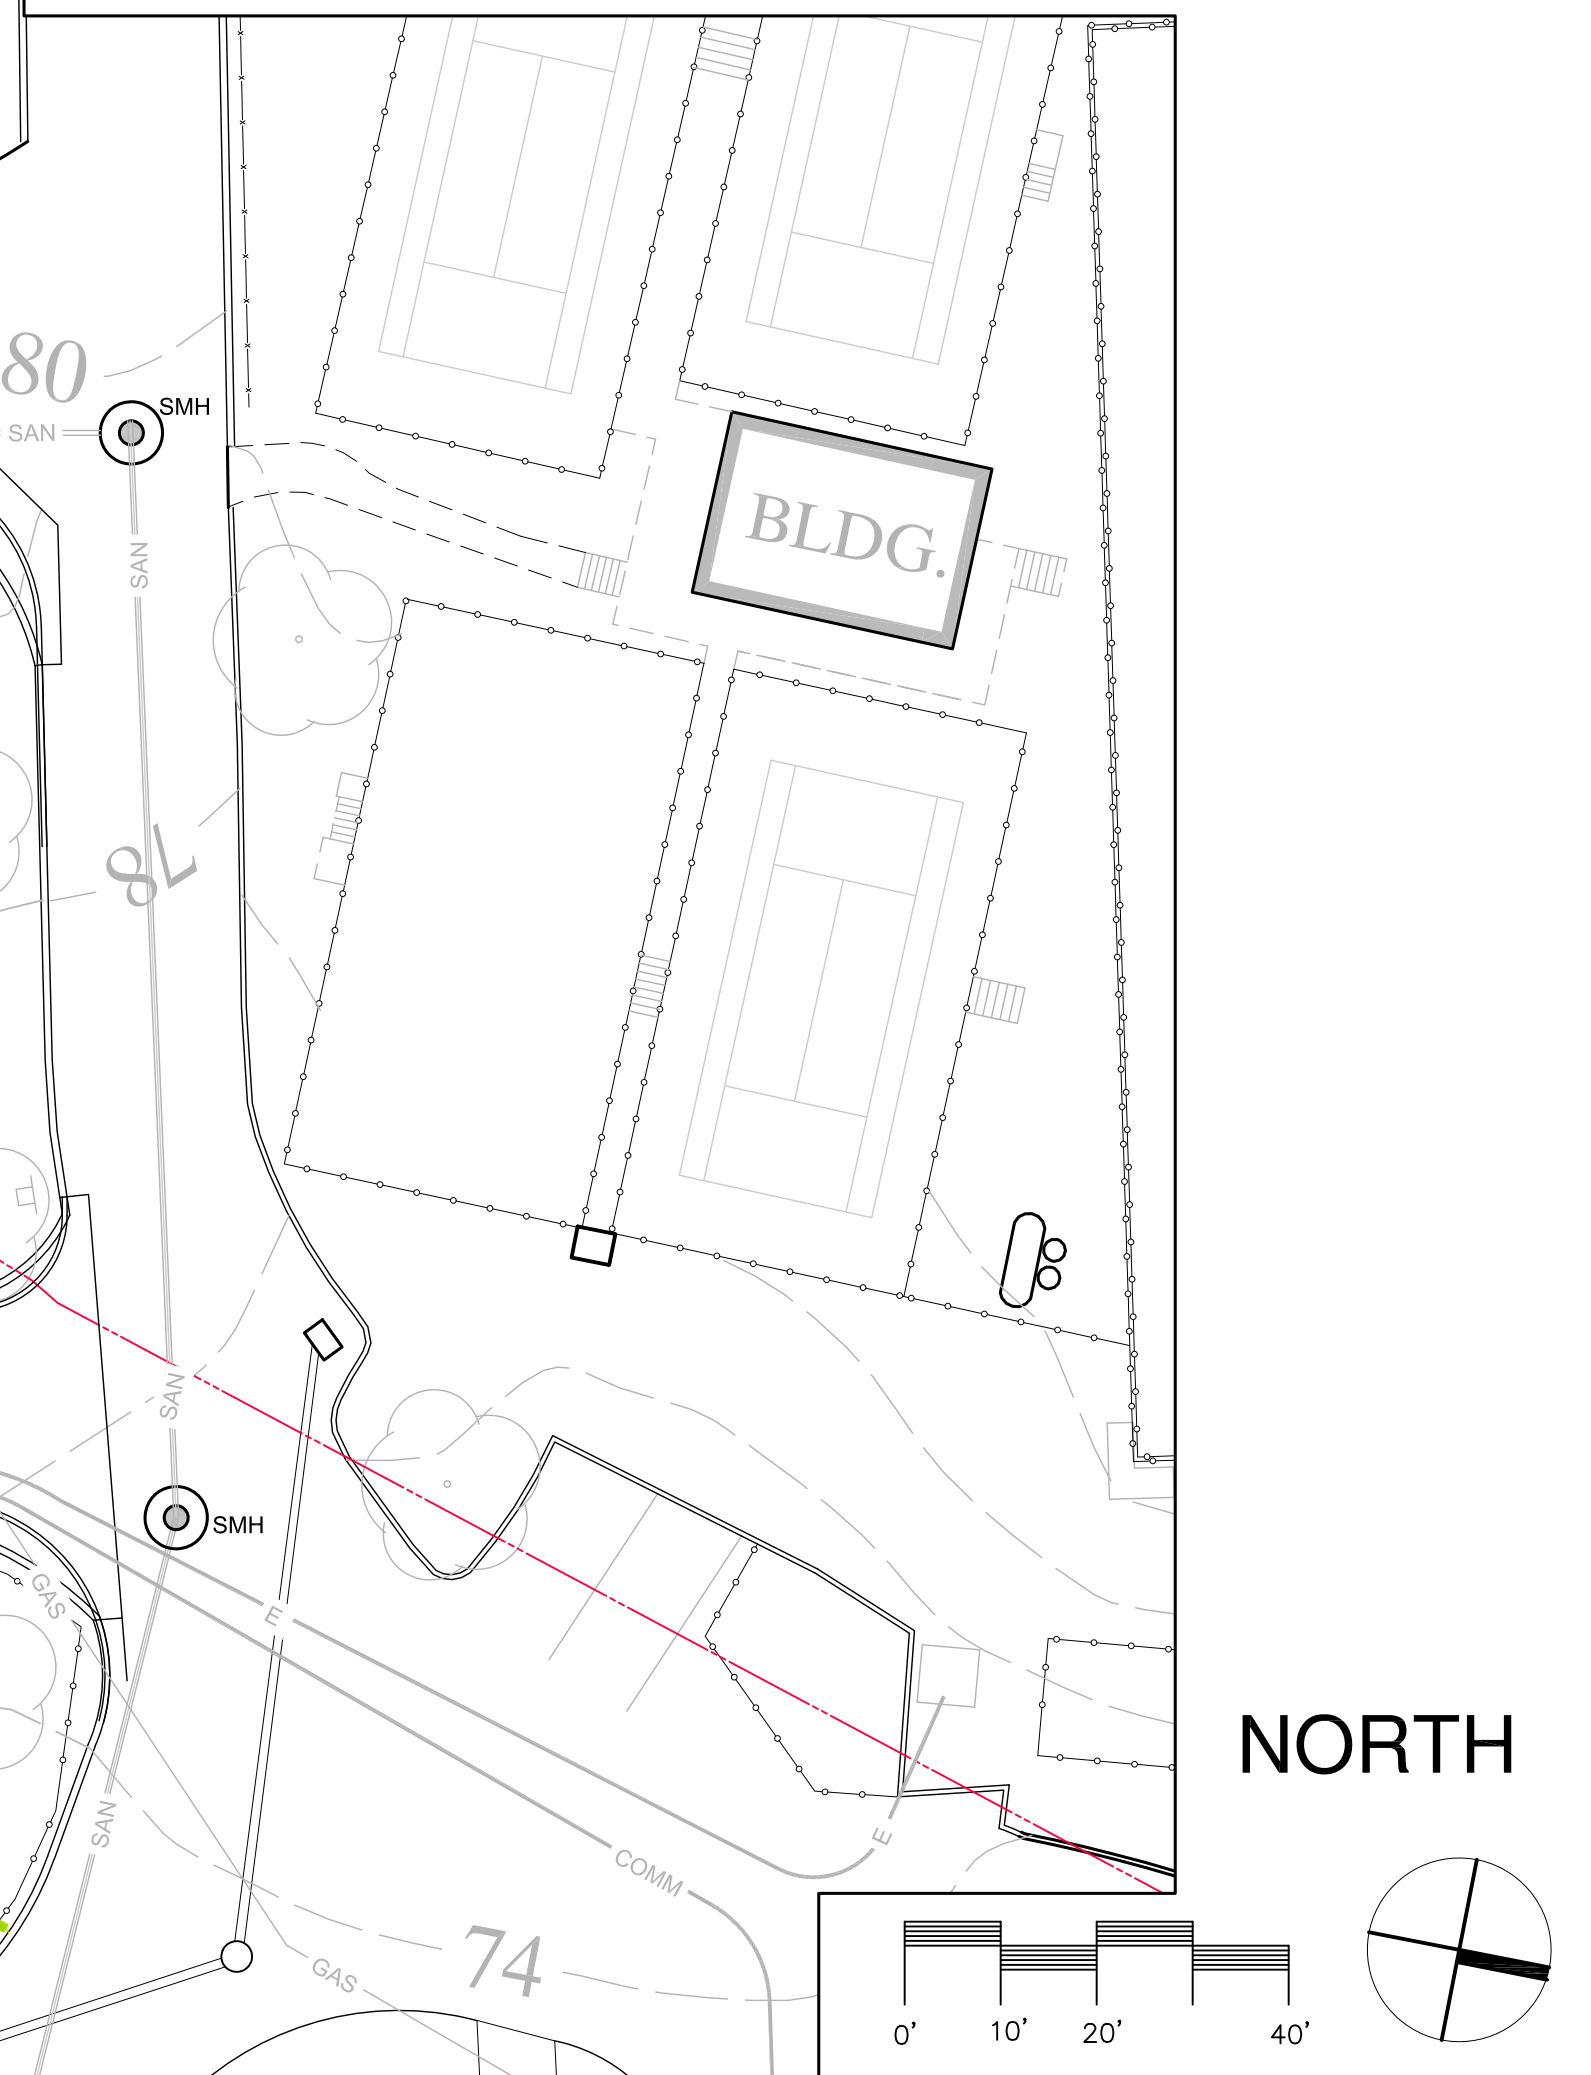 80
SMH
SAN
SAN
BLDG.
78
SAN
SMH
GAS
E
NORTH
SAN
E
COMM
74
GAS
0' 10' 20' 40'